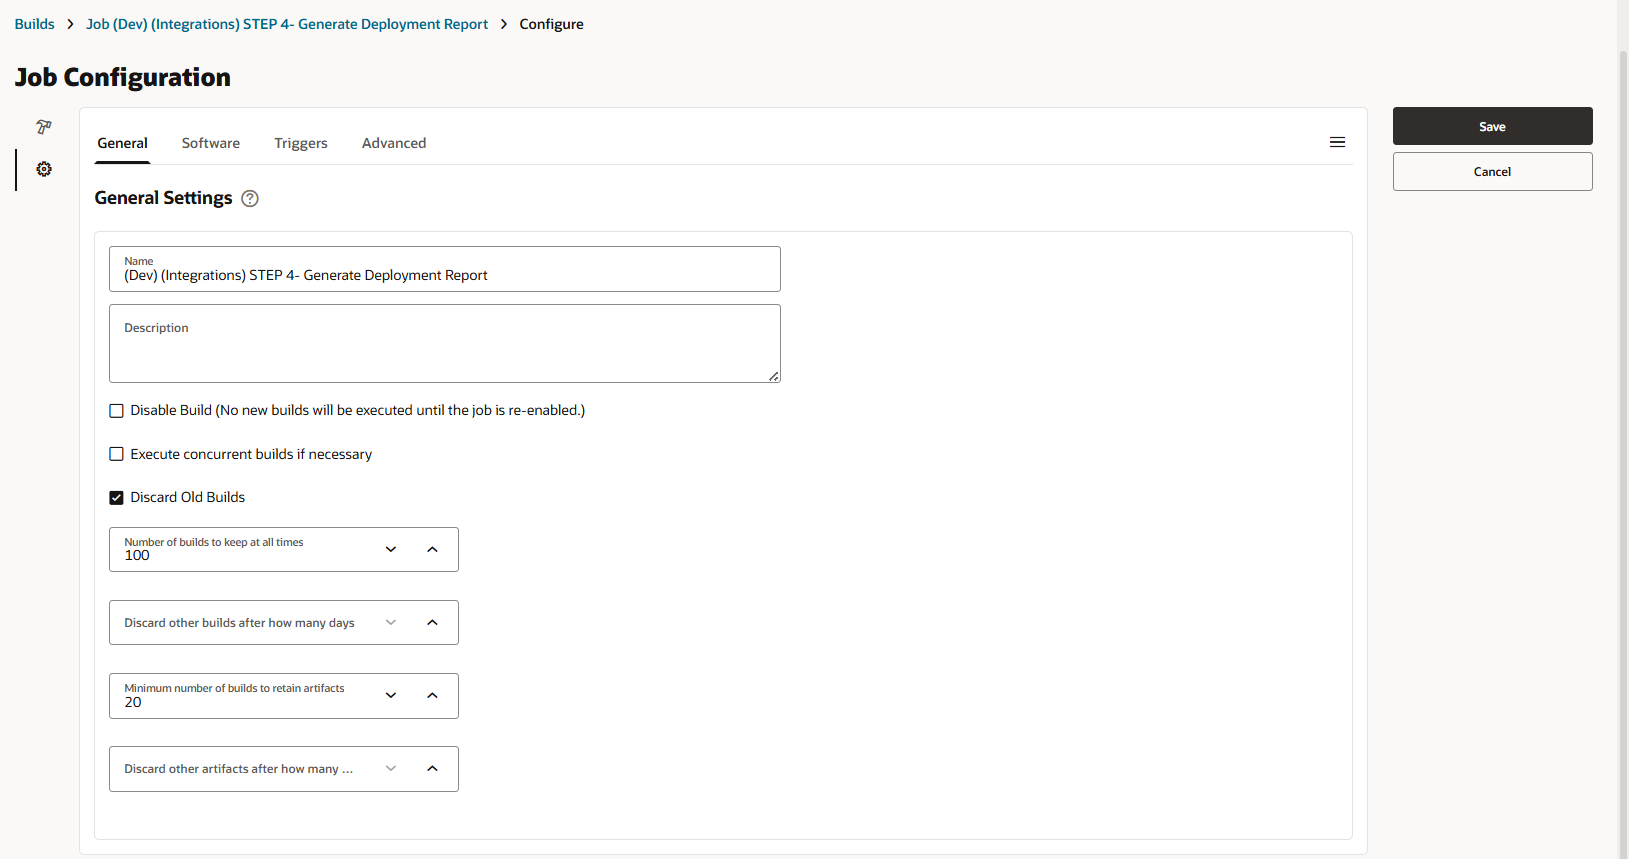 Builds > Job (Dev) (Integrations) STEP 4- Generate Deployment Report > Configure
Job Configuration
General Software Triggers Advanced
Save
Cancel
General Settings ?
Name
(Dev) (Integrations) STEP 4- Generate Deployment Report
Description
Disable Build (No new builds will be executed until the job is re-enabled.)
Execute concurrent builds if necessary
Discard Old Builds
Number of builds to keep at all times
100
Discard other builds after how many days
Minimum number of builds to retain artifacts
20
Discard other artifacts after how many ...